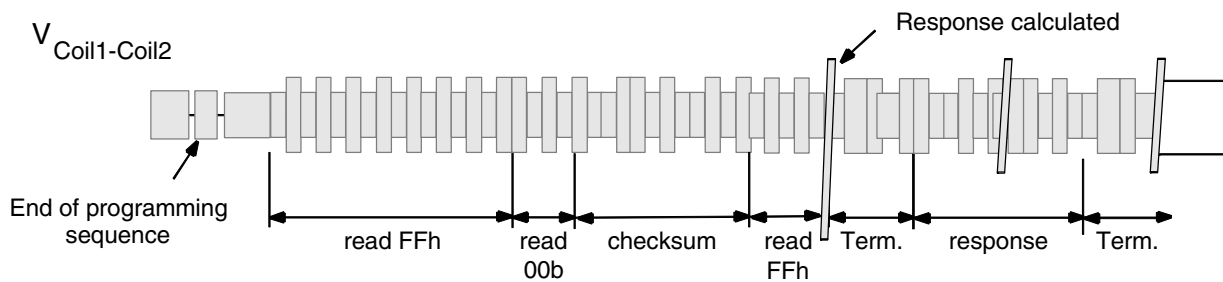 Response calculated
V Coil1-Coil2
End of programming
sequence
read FFh
read
00b
checksum
read
FFh
Term.
response
Term.